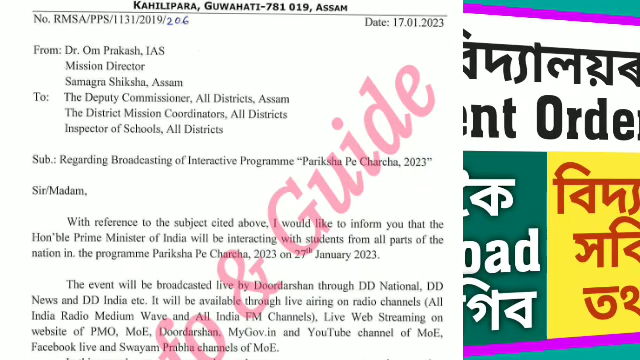 KAHILIPARA, GUWAHATI-781 019, ASSAM
No. RMSA/PPS/1131/2019/206
Date: 17.01.2023
From: Dr. Om Prakash, IAS
Mission Director
Samagra Shiksha, Assam
To: The Deputy Commissioner, All Districts, Assam
The District Mission Coordinators, All Districts
Inspector of Schools, All Districts
Sub.: Regarding Broadcasting of Interactive Programme “Pariksha Pe Charcha, 2023”
Sir/Madam,
With reference to the subject cited above, I would like to inform you that the
Hon’ble Prime Minister of India will be interacting with students from all parts of the
nation in. the programme Pariksha Pe Charcha, 2023 on 27th January 2023.
The event will be broadcasted live by Doordarshan through DD National, DD
News and DD India etc. It will be available through live airing on radio channels (All
India Radio Medium Wave and All India FM Channels), Live Web Streaming on
website of PMO, MoE, Doordarshan, MyGov.in and YouTube channel of MoE,
Facebook live and Swayam Prabha channels of MoE.
& Guide
বিদ্যালয়ৰ
ent Order